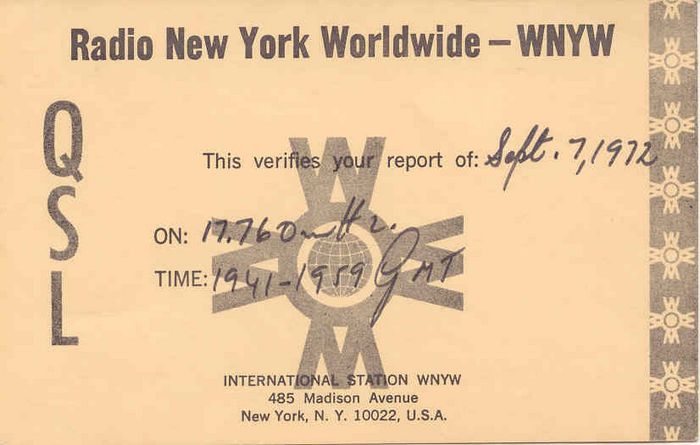 Radio New York Worldwide – WNYW
QSL
This verifies your report of: Sept. 7, 1972
ON: 17.760 mHz.
TIME: 1941-1959 GMT
INTERNATIONAL STATION WNYW
485 Madison Avenue
New York, N. Y. 10022, U.S.A.